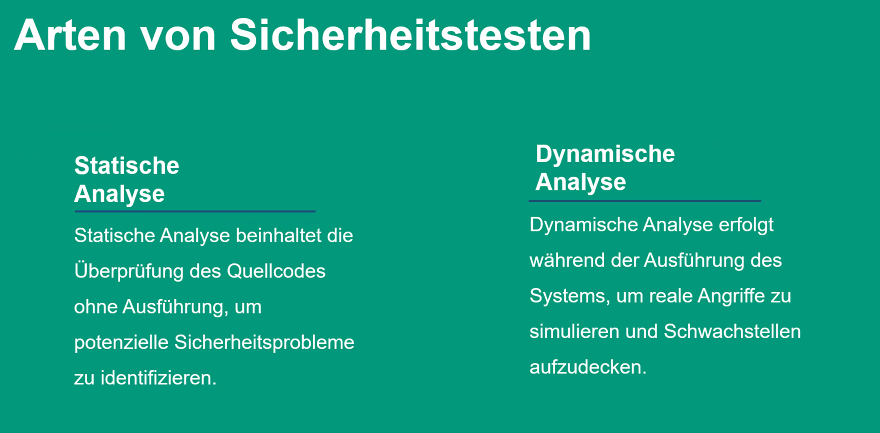 Arten von Sicherheitstesten
Statische
Analyse
Statische Analyse beinhaltet die
Überprüfung des Quellcodes
ohne Ausführung, um
potenzielle Sicherheitsprobleme
zu identifizieren.
Dynamische
Analyse
Dynamische Analyse erfolgt
während der Ausführung des
Systems, um reale Angriffe zu
simulieren und Schwachstellen
aufzudecken.